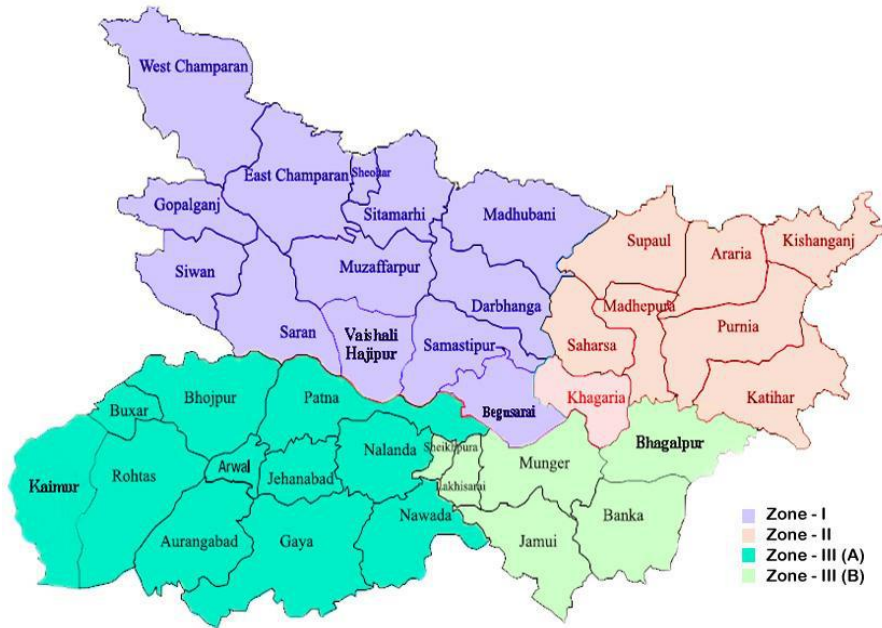 West Champaran
East Champaran
Sheohar
Sitamarhi
Gopalganj
Madhubani
Siwan
Muzaffarpur
Darbhanga
Saran
Vaishali
Hajipur
Samastipur
Begusarai
Supaul
Araria
Kishanganj
Madhepura
Purnia
Saharsa
Khagaria
Katihar
Buxar
Bhojpur
Patna
Kaimur
Rohtas
Arwal
Jehanabad
Nalanda
Sheikhpura
Lakhisarai
Munger
Bhagalpur
Aurangabad
Gaya
Nawada
Jamui
Banka
Zone - I
Zone - II
Zone - III (A)
Zone - III (B)